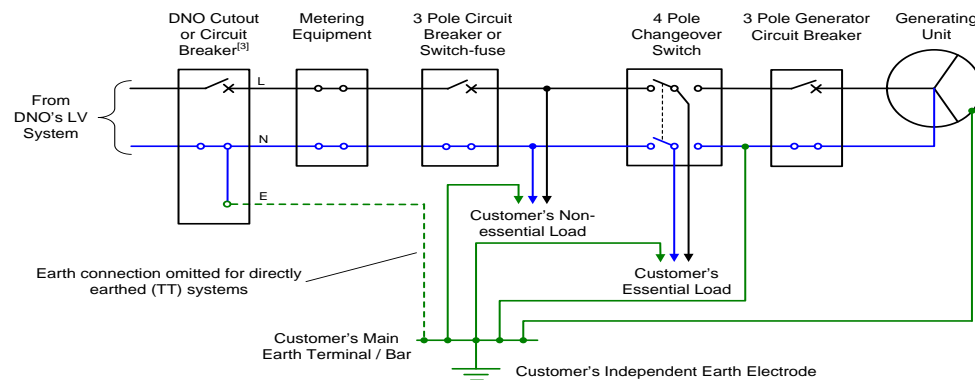 DNO Cutout
or Circuit
Breaker[3]
Metering
Equipment
3 Pole Circuit
Breaker or
Switch-fuse
4 Pole
Changeover
Switch
3 Pole Generator
Circuit Breaker
Generating
Unit
From
DNO's LV
System
L
N
E
Customer's Non-
essential Load
Customer's
Essential Load
Earth connection omitted for directly
earthed (TT) systems
Customer's Main
Earth Terminal / Bar
Customer's Independent Earth Electrode